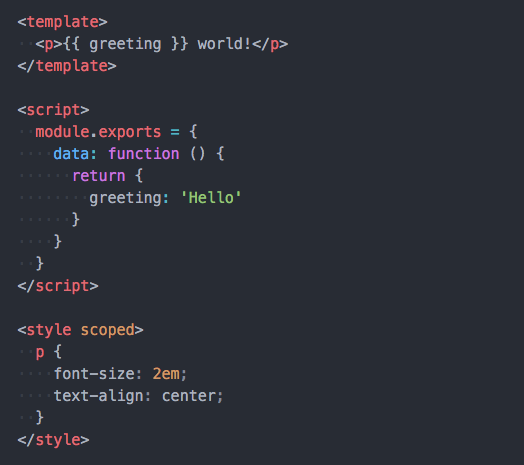 <template>
  <p>{{ greeting }} world!</p>
</template>

<script>
  module.exports = {
    data: function () {
      return {
        greeting: 'Hello'
      }
    }
  }
</script>

<style scoped>
  p {
    font-size: 2em;
    text-align: center;
  }
</style>